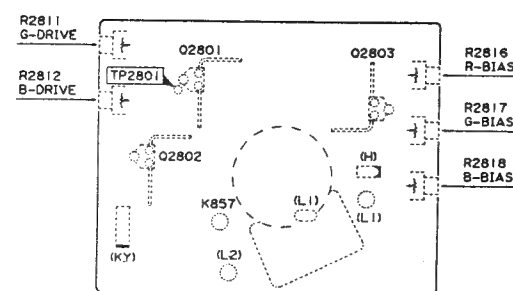 R2811
G-DRIVE
R2812
B-DRIVE
Q2801
TP2801
Q2802
Q2803
R2816
R-BIAS
R2817
G-BIAS
R2818
B-BIAS
(H)
K857
(L1)
(L1)
(L2)
(KY)